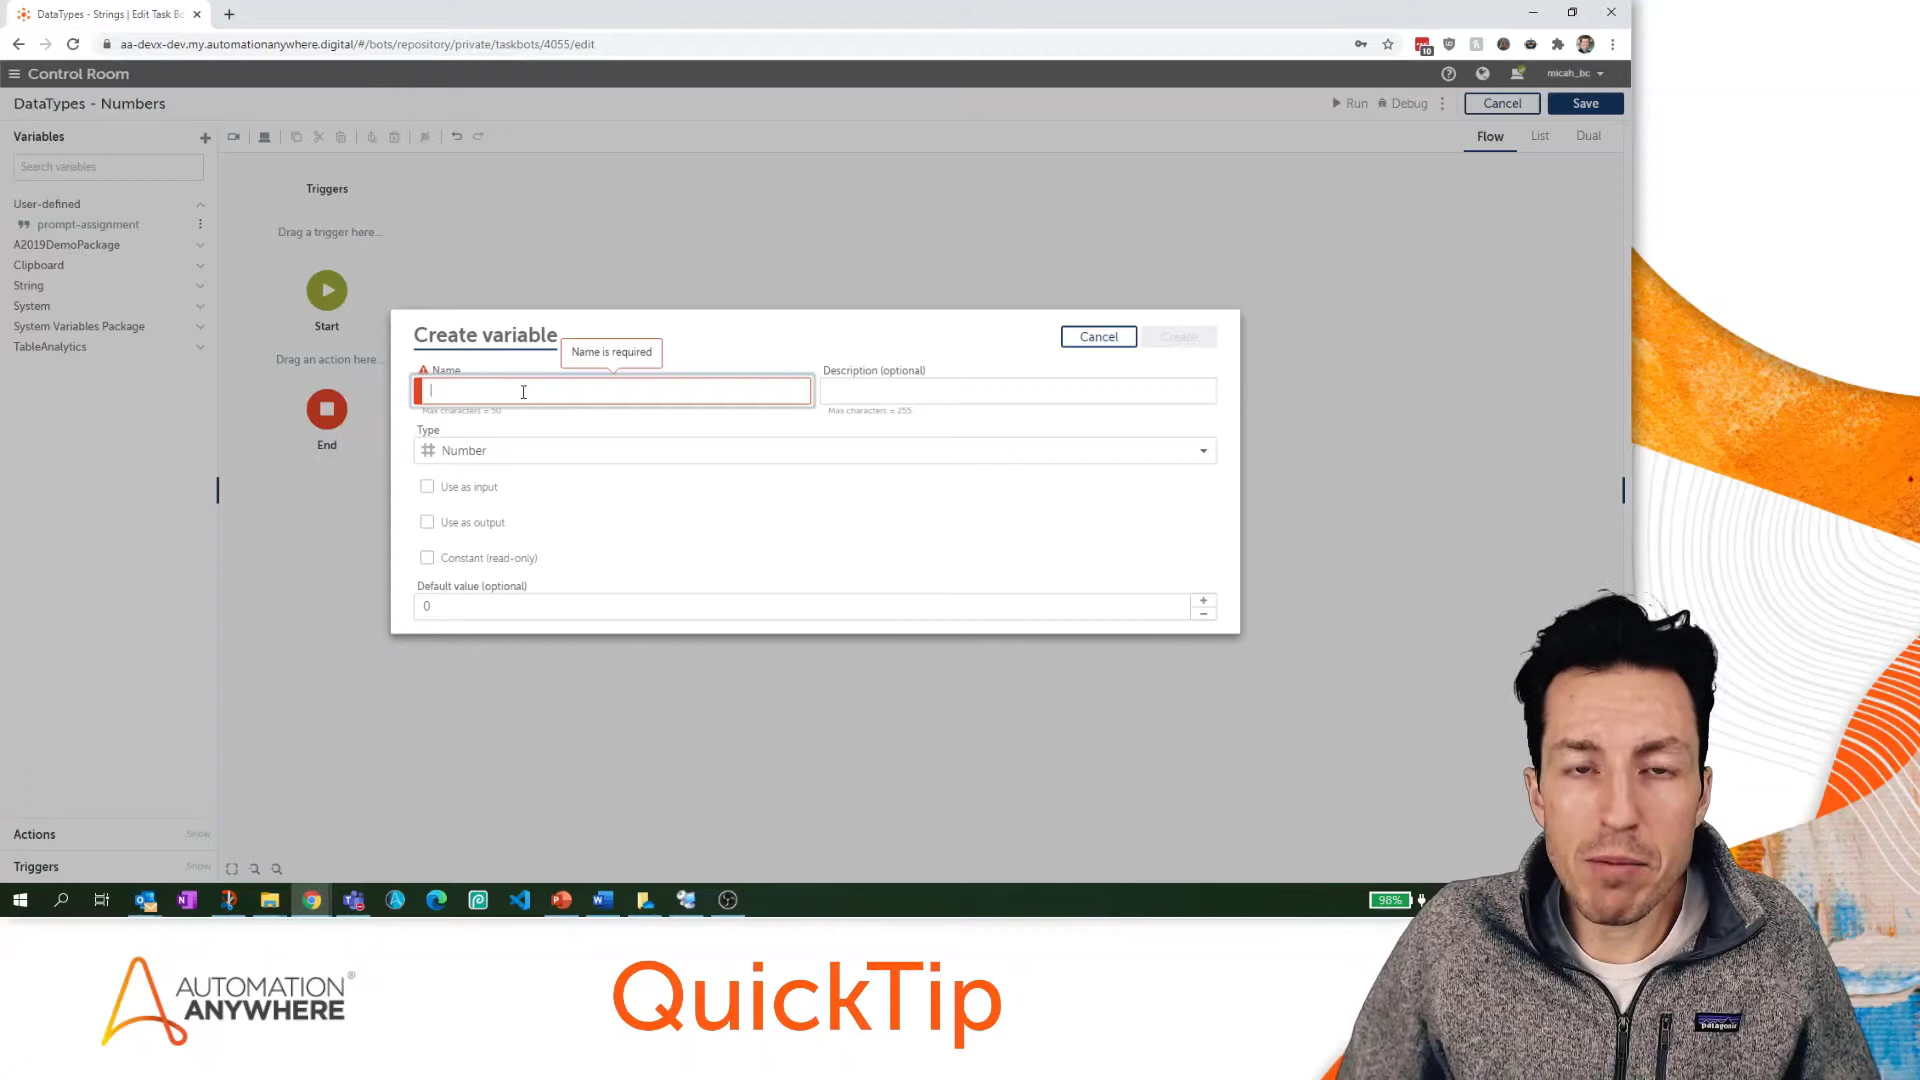 DataTypes - Strings | Edit Task Bo
aa-devx-dev.my.automationanywhere.digital/#/bots/repository/private/taskbots/4055/edit
10
Control Room
micah_bc
DataTypes - Numbers
Run
Debug
Cancel
Save
Variables
Flow
List
Dual
Search variables
User-defined
prompt-assignment
A2019DemoPackage
Clipboard
String
System
System Variables Package
TableAnalytics
Triggers
Drag a trigger here...
Start
Drag an action here...
End
Create variable
Name is required
Cancel
Create
Name
Description (optional)
Max characters = 50
Max characters = 255
Type
Number
Use as input
Use as output
Constant (read-only)
Default value (optional)
0
Actions
Show
Triggers
Show
98%
AUTOMATION
ANYWHERE®
QuickTip
patagonia